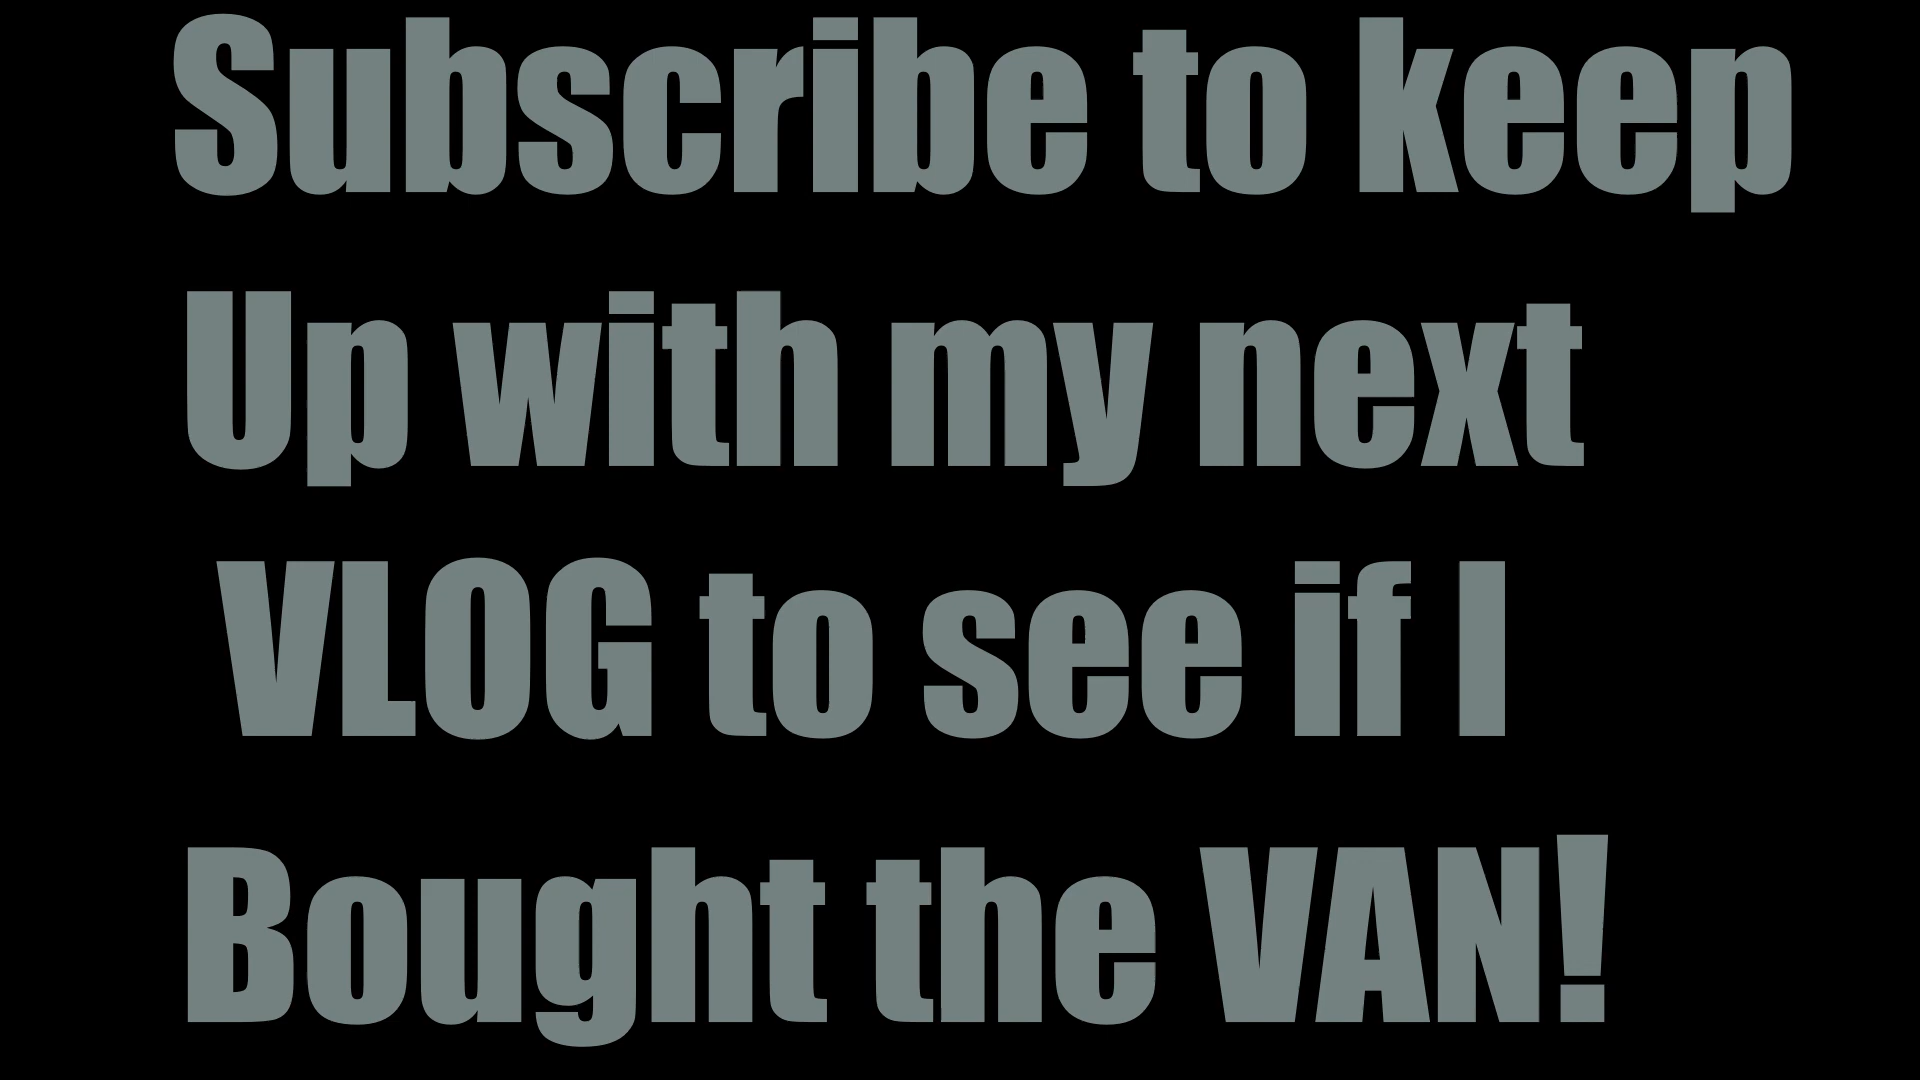 Subscribe to keep
Up with my next
VLOG to see if I
Bought the VAN!